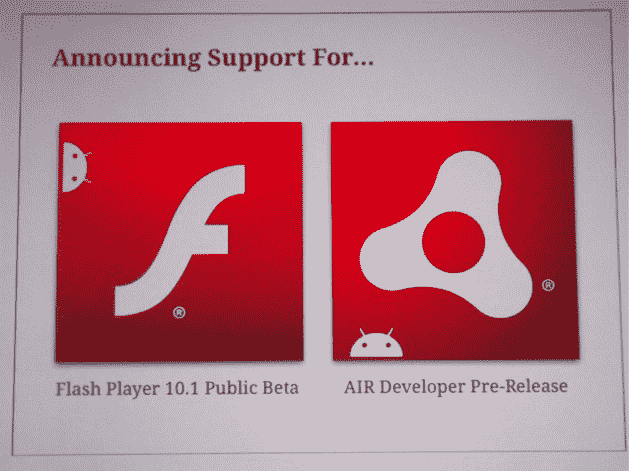 Announcing Support For...
®
®
Flash Player 10.1 Public Beta
AIR Developer Pre-Release